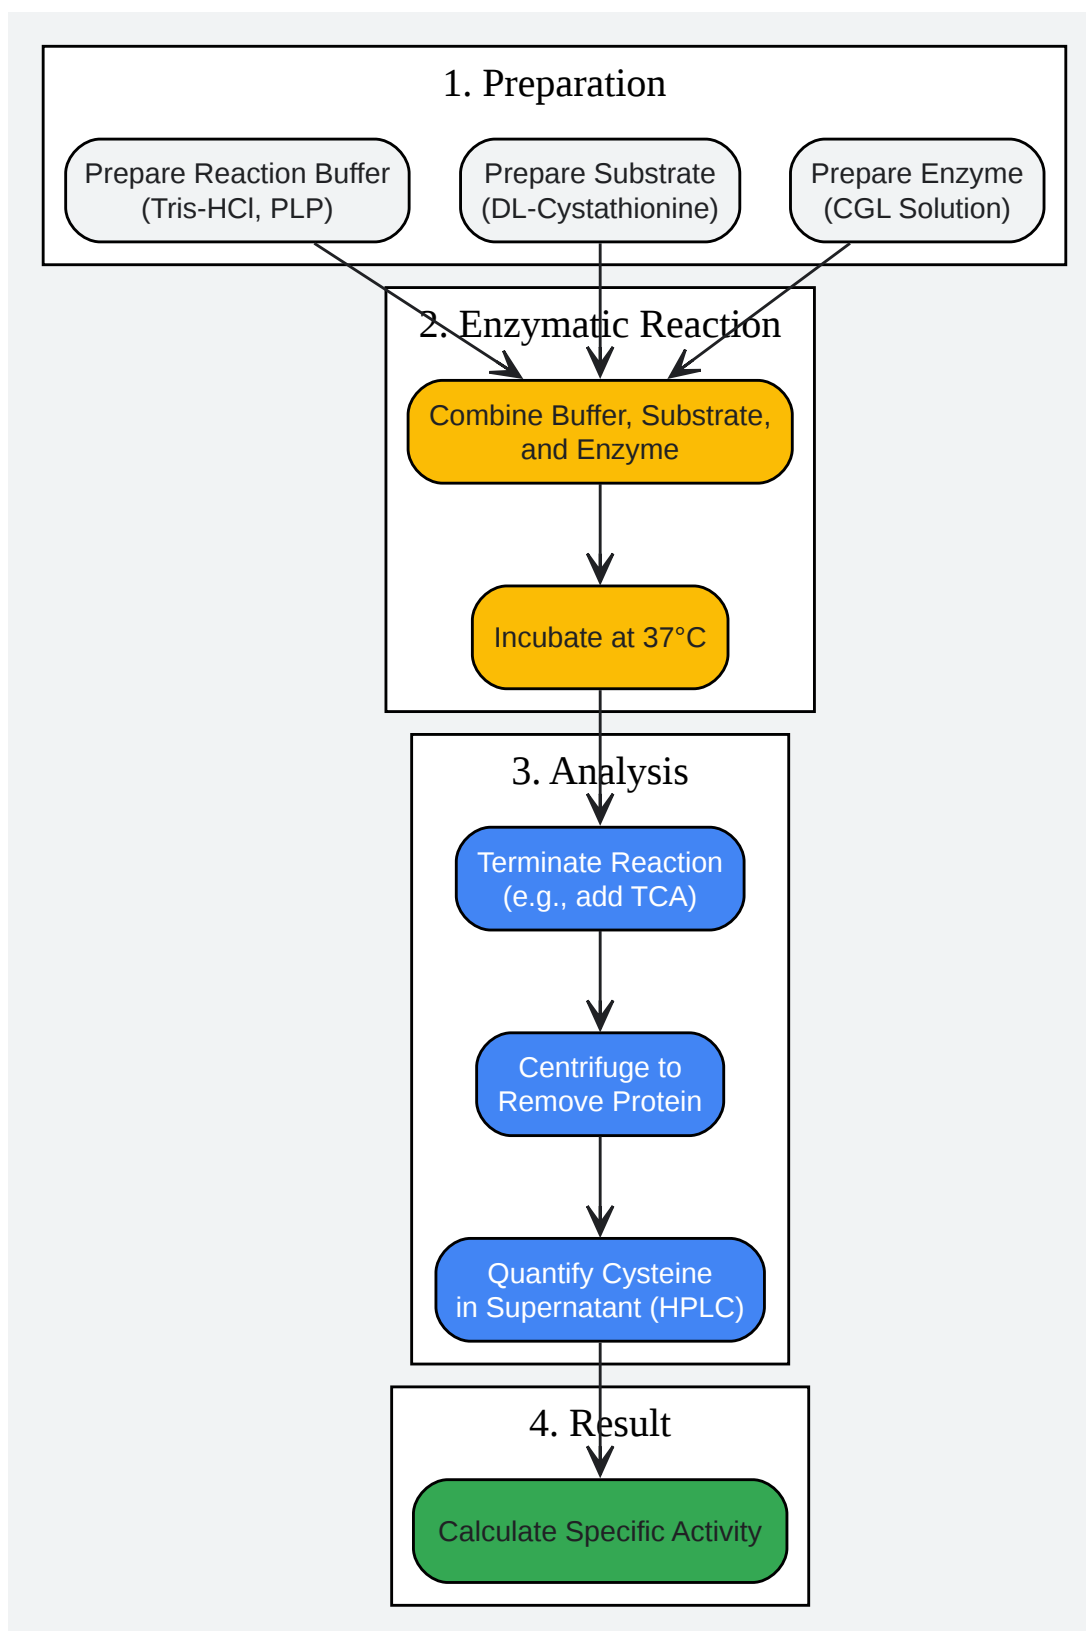 1. Preparation
Prepare Reaction Buffer
(Tris-HCl, PLP)
Prepare Substrate
(DL-Cystathionine)
Prepare Enzyme
(CGL Solution)
2. Enzymatic Reaction
Combine Buffer, Substrate,
and Enzyme
Incubate at 37°C
3. Analysis
Terminate Reaction
(e.g., add TCA)
Centrifuge to
Remove Protein
Quantify Cysteine
in Supernatant (HPLC)
4. Result
Calculate Specific Activity